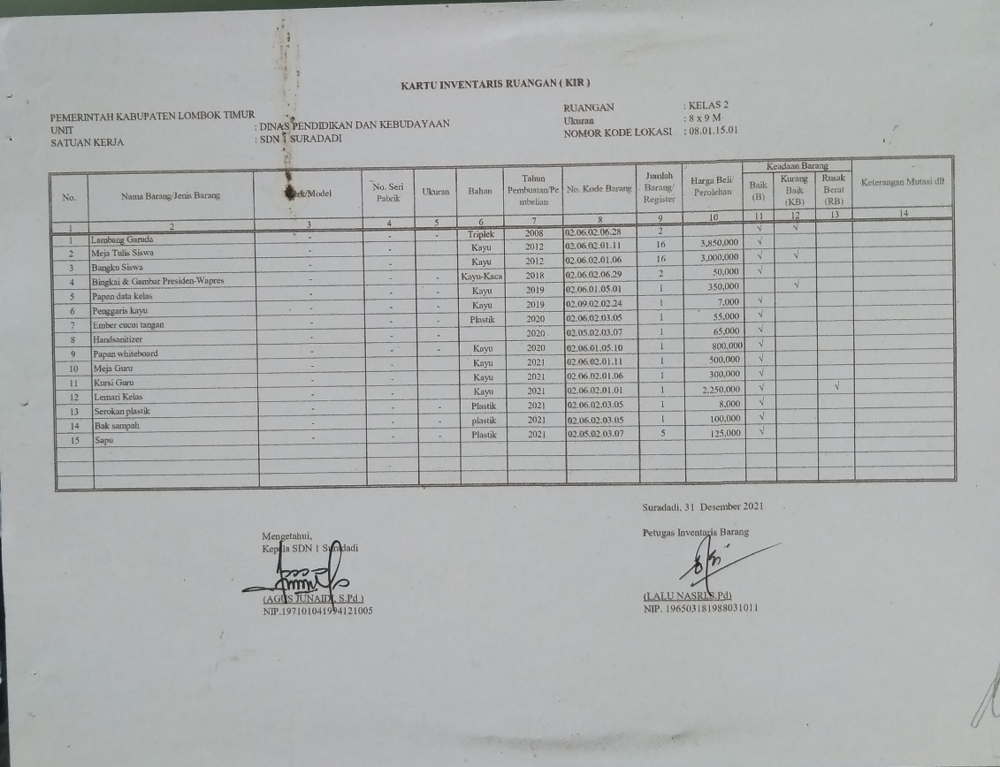 KARTU INVENTARIS RUANGAN ( KIR )
PEMERINTAH KABUPATEN LOMBOK TIMUR
UNIT : DINAS PENDIDIKAN DAN KEBUDAYAAN
SATUAN KERJA : SDN 1 SURADADI
RUANGAN : KELAS 2
Ukuran : 8 x 9 M
NOMOR KODE LOKASI : 08.01.15.01
No. Nama Barang/Jenis Barang Merk/Model No. Seri Pabrik Ukuran Bahan Tahun Pembuatan/Pembelian No. Kode Barang Jumlah Barang/Register Harga Beli/Perolehan Keadaan Barang Baik (B) Kurang Baik (KB) Rusak Berat (RB) Keterangan Mutasi dll
1 2 3 4 5 6 7 8 9 10 11 12 13 14
1 Lambang Garuda - - - Triplek 2008 02.06.02.06.28 2 √ √
2 Meja Tulis Siswa - - Kayu 2012 02.06.02.01.11 16 3,850,000 √
3 Bangku Siswa - - Kayu 2012 02.06.02.01.06 16 3,000,000 √ √
4 Bingkai & Gambar Presiden-Wapres - - - Kayu-Kaca 2018 02.06.02.06.29 2 50,000 √
5 Papan data kelas - - - Kayu 2019 02.06.01.05.01 1 350,000 √
6 Penggaris kayu - - - Kayu 2019 02.09.02.02.24 1 7,000 √
7 Ember cucui tangan - - - Plastik 2020 02.06.02.03.05 1 55,000 √
8 Handsanitizer - - - 2020 02.05.02.03.07 1 65,000 √
9 Papan whiteboard - - - Kayu 2020 02.06.01.05.10 1 800,000 √
10 Meja Guru - - Kayu 2021 02.06.02.01.11 1 500,000 √
11 Kursi Guru - - Kayu 2021 02.06.02.01.06 1 300,000 √
12 Lemari Kelas - - Kayu 2021 02.06.02.01.01 1 2,250,000 √ √
13 Serokan plastik - - - Plastik 2021 02.06.02.03.05 1 8,000 √
14 Bak sampah - - - plastik 2021 02.06.02.03.05 1 100,000 √
15 Sapu - - - Plastik 2021 02.05.02.03.07 5 125,000 √
Suradadi, 31 Desember 2021
Mengetahui,
Kepala SDN 1 Suradadi
(AGUS JUNAIDI, S.Pd )
NIP.197101041994121005
Petugas Inventaris Barang
(LALU NASRI,S.Pd)
NIP. 196503181988031011